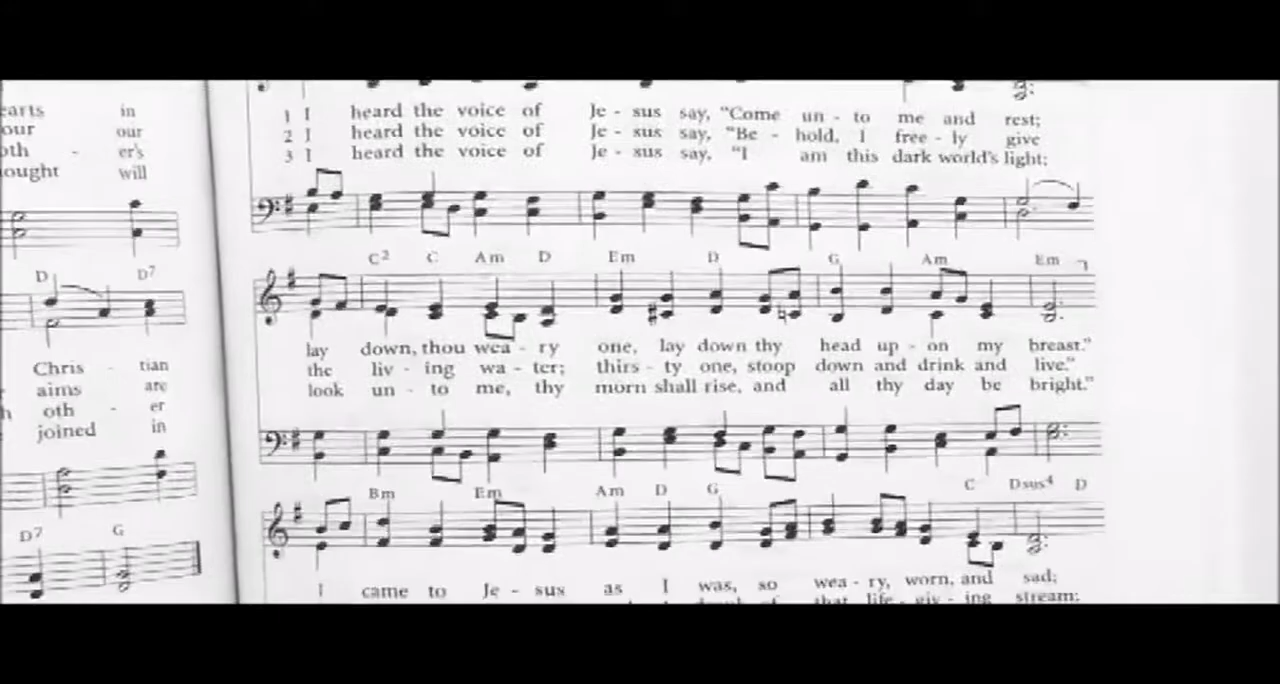 in
our our
er's
will
D D7
Chris - tian
aims are
oth - er
joined in
D7 G
1 I heard the voice of Je - sus say, "Come un - to me and rest;
2 I heard the voice of Je - sus say, "Be - hold, I free - ly give
3 I heard the voice of Je - sus say, "I am this dark world's light;
C2 C Am D Em D G Am Em
lay down, thou wea - ry one, lay down thy head up - on my breast."
the liv - ing wa - ter; thirs - ty one, stoop down and drink and live."
look un - to me, thy morn shall rise, and all thy day be bright."
Bm Em Am D G C Dsus4 D
I came to Je - sus as I was, so wea - ry, worn, and sad;
that life - giv - ing stream;